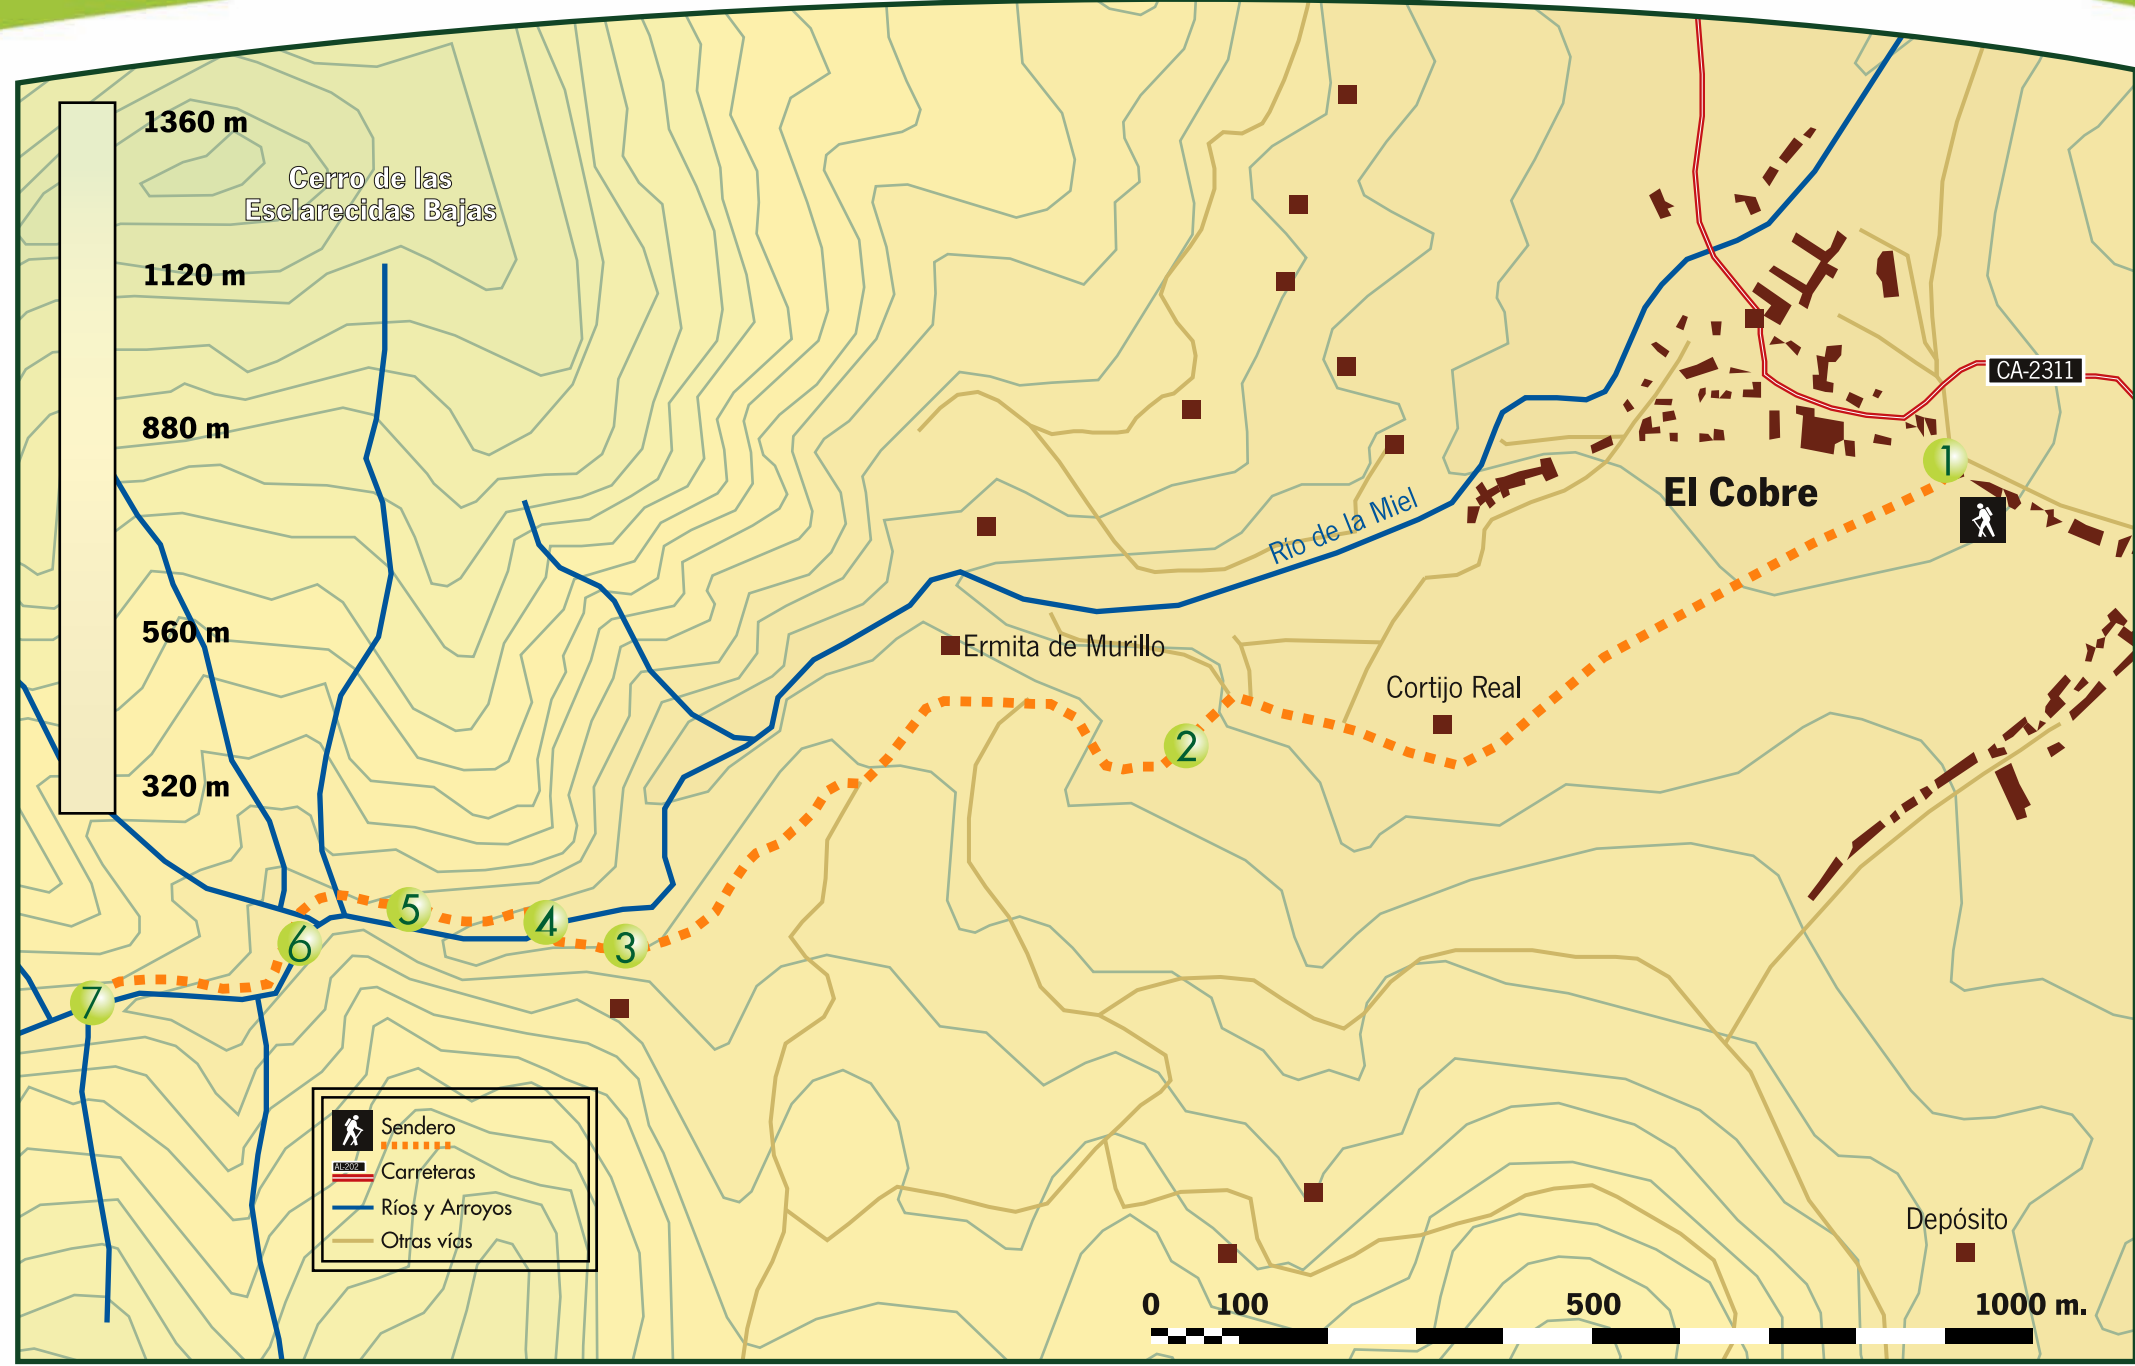 1360 m
Cerro de las
Esclarecidas Bajas
1120 m
880 m
560 m
320 m
CA-2311
1
El Cobre
Río de la Miel
Ermita de Murillo
Cortijo Real
2
3
4
5
6
7
Sendero
AL-202
Carreteras
Ríos y Arroyos
Otras vías
Depósito
0 100 500 1000 m.